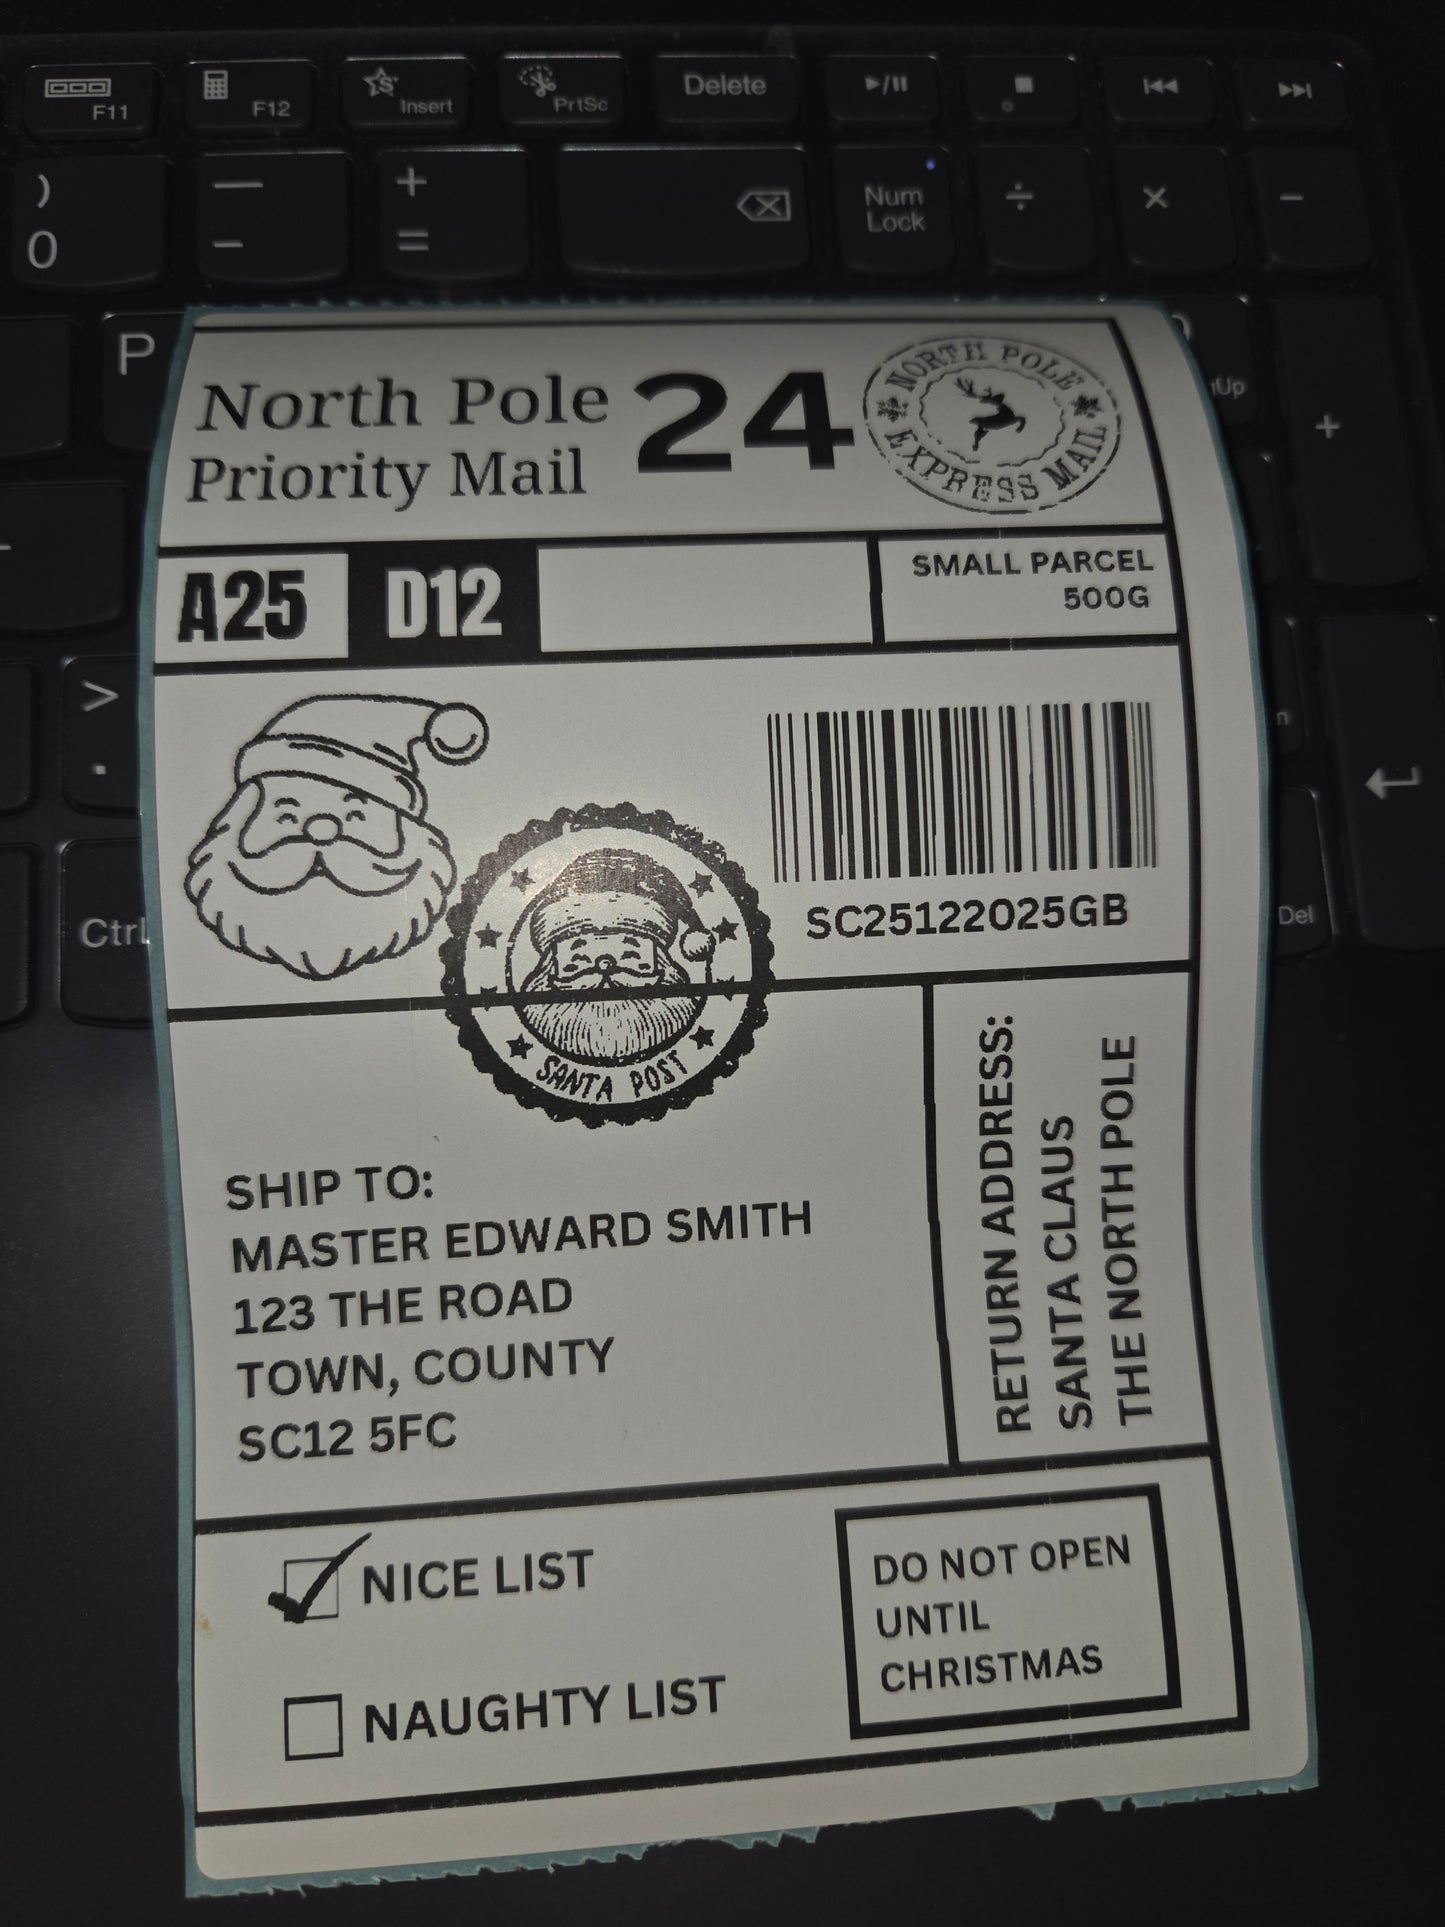 F11
F12
Insert
PrtSc
Delete
)
0
—
-
+
=
Num
Lock
÷
×
-
P
+
>
.
Ctrl
Del
North Pole
Priority Mail
24
NORTH POLE
EXPRESS MAIL
A25
D12
SMALL PARCEL
500G
SC25122025GB
SANTA POST
SHIP TO:
MASTER EDWARD SMITH
123 THE ROAD
TOWN, COUNTY
SC12 5FC
RETURN ADDRESS:
SANTA CLAUS
THE NORTH POLE
NICE LIST
NAUGHTY LIST
DO NOT OPEN
UNTIL
CHRISTMAS